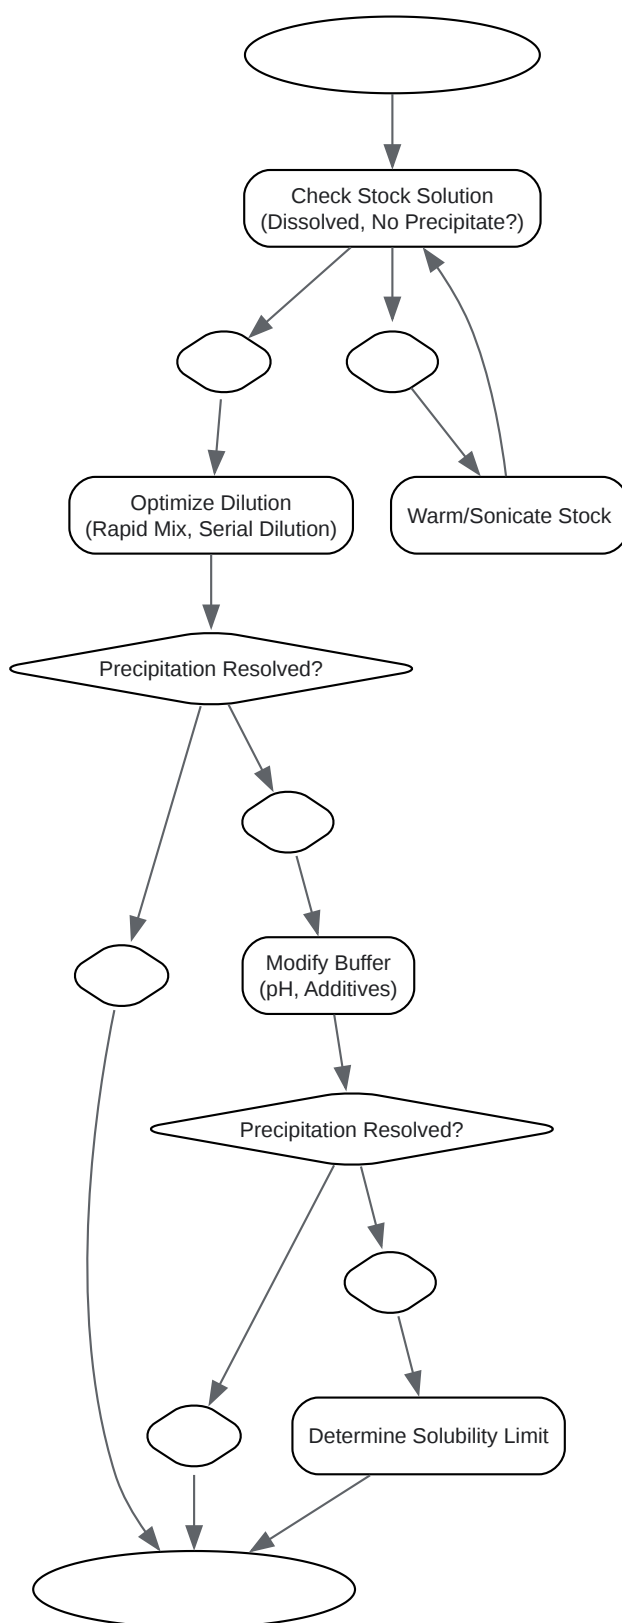 Check Stock Solution
(Dissolved, No Precipitate?)
Optimize Dilution
(Rapid Mix, Serial Dilution)
Warm/Sonicate Stock
Precipitation Resolved?
Modify Buffer
(pH, Additives)
Precipitation Resolved?
Determine Solubility Limit